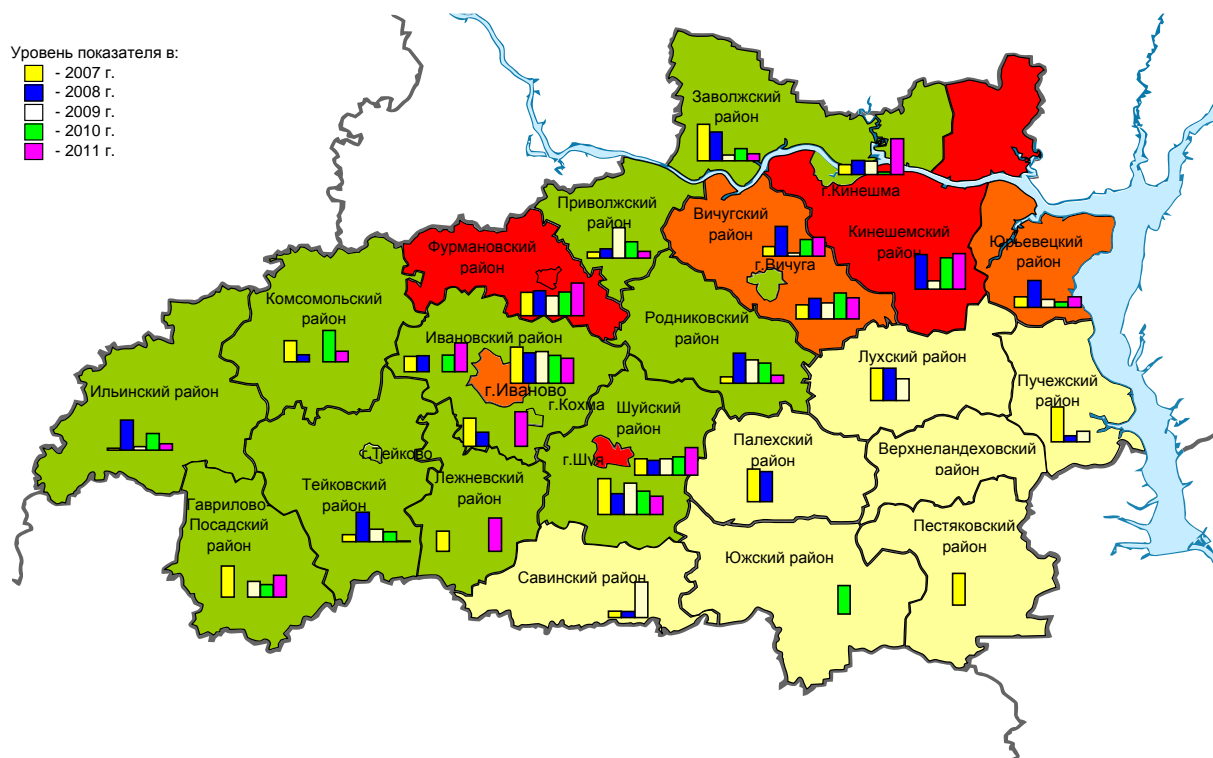 Уровень показателя в:
- 2007 г.
- 2008 г.
- 2009 г.
- 2010 г.
- 2011 г.
Заволжский
район
г.Кинешма
Приволжский
район
Вичугский
район
г.Вичуга
Кинешемский
район
Юрьевецкий
район
Фурмановский
район
Комсомольский
район
Ивановский район
г.Иваново
г.Кохма
Родниковский
район
Лухский район
Пучежский
район
Ильинский район
Шуйский
район
г.Шуя
Палехский
район
Верхнеландеховский
район
г.Тейково
Тейковский
район
Лежневский
район
Гаврилово-
Посадский
район
Савинский район
Южский район
Пестяковский
район